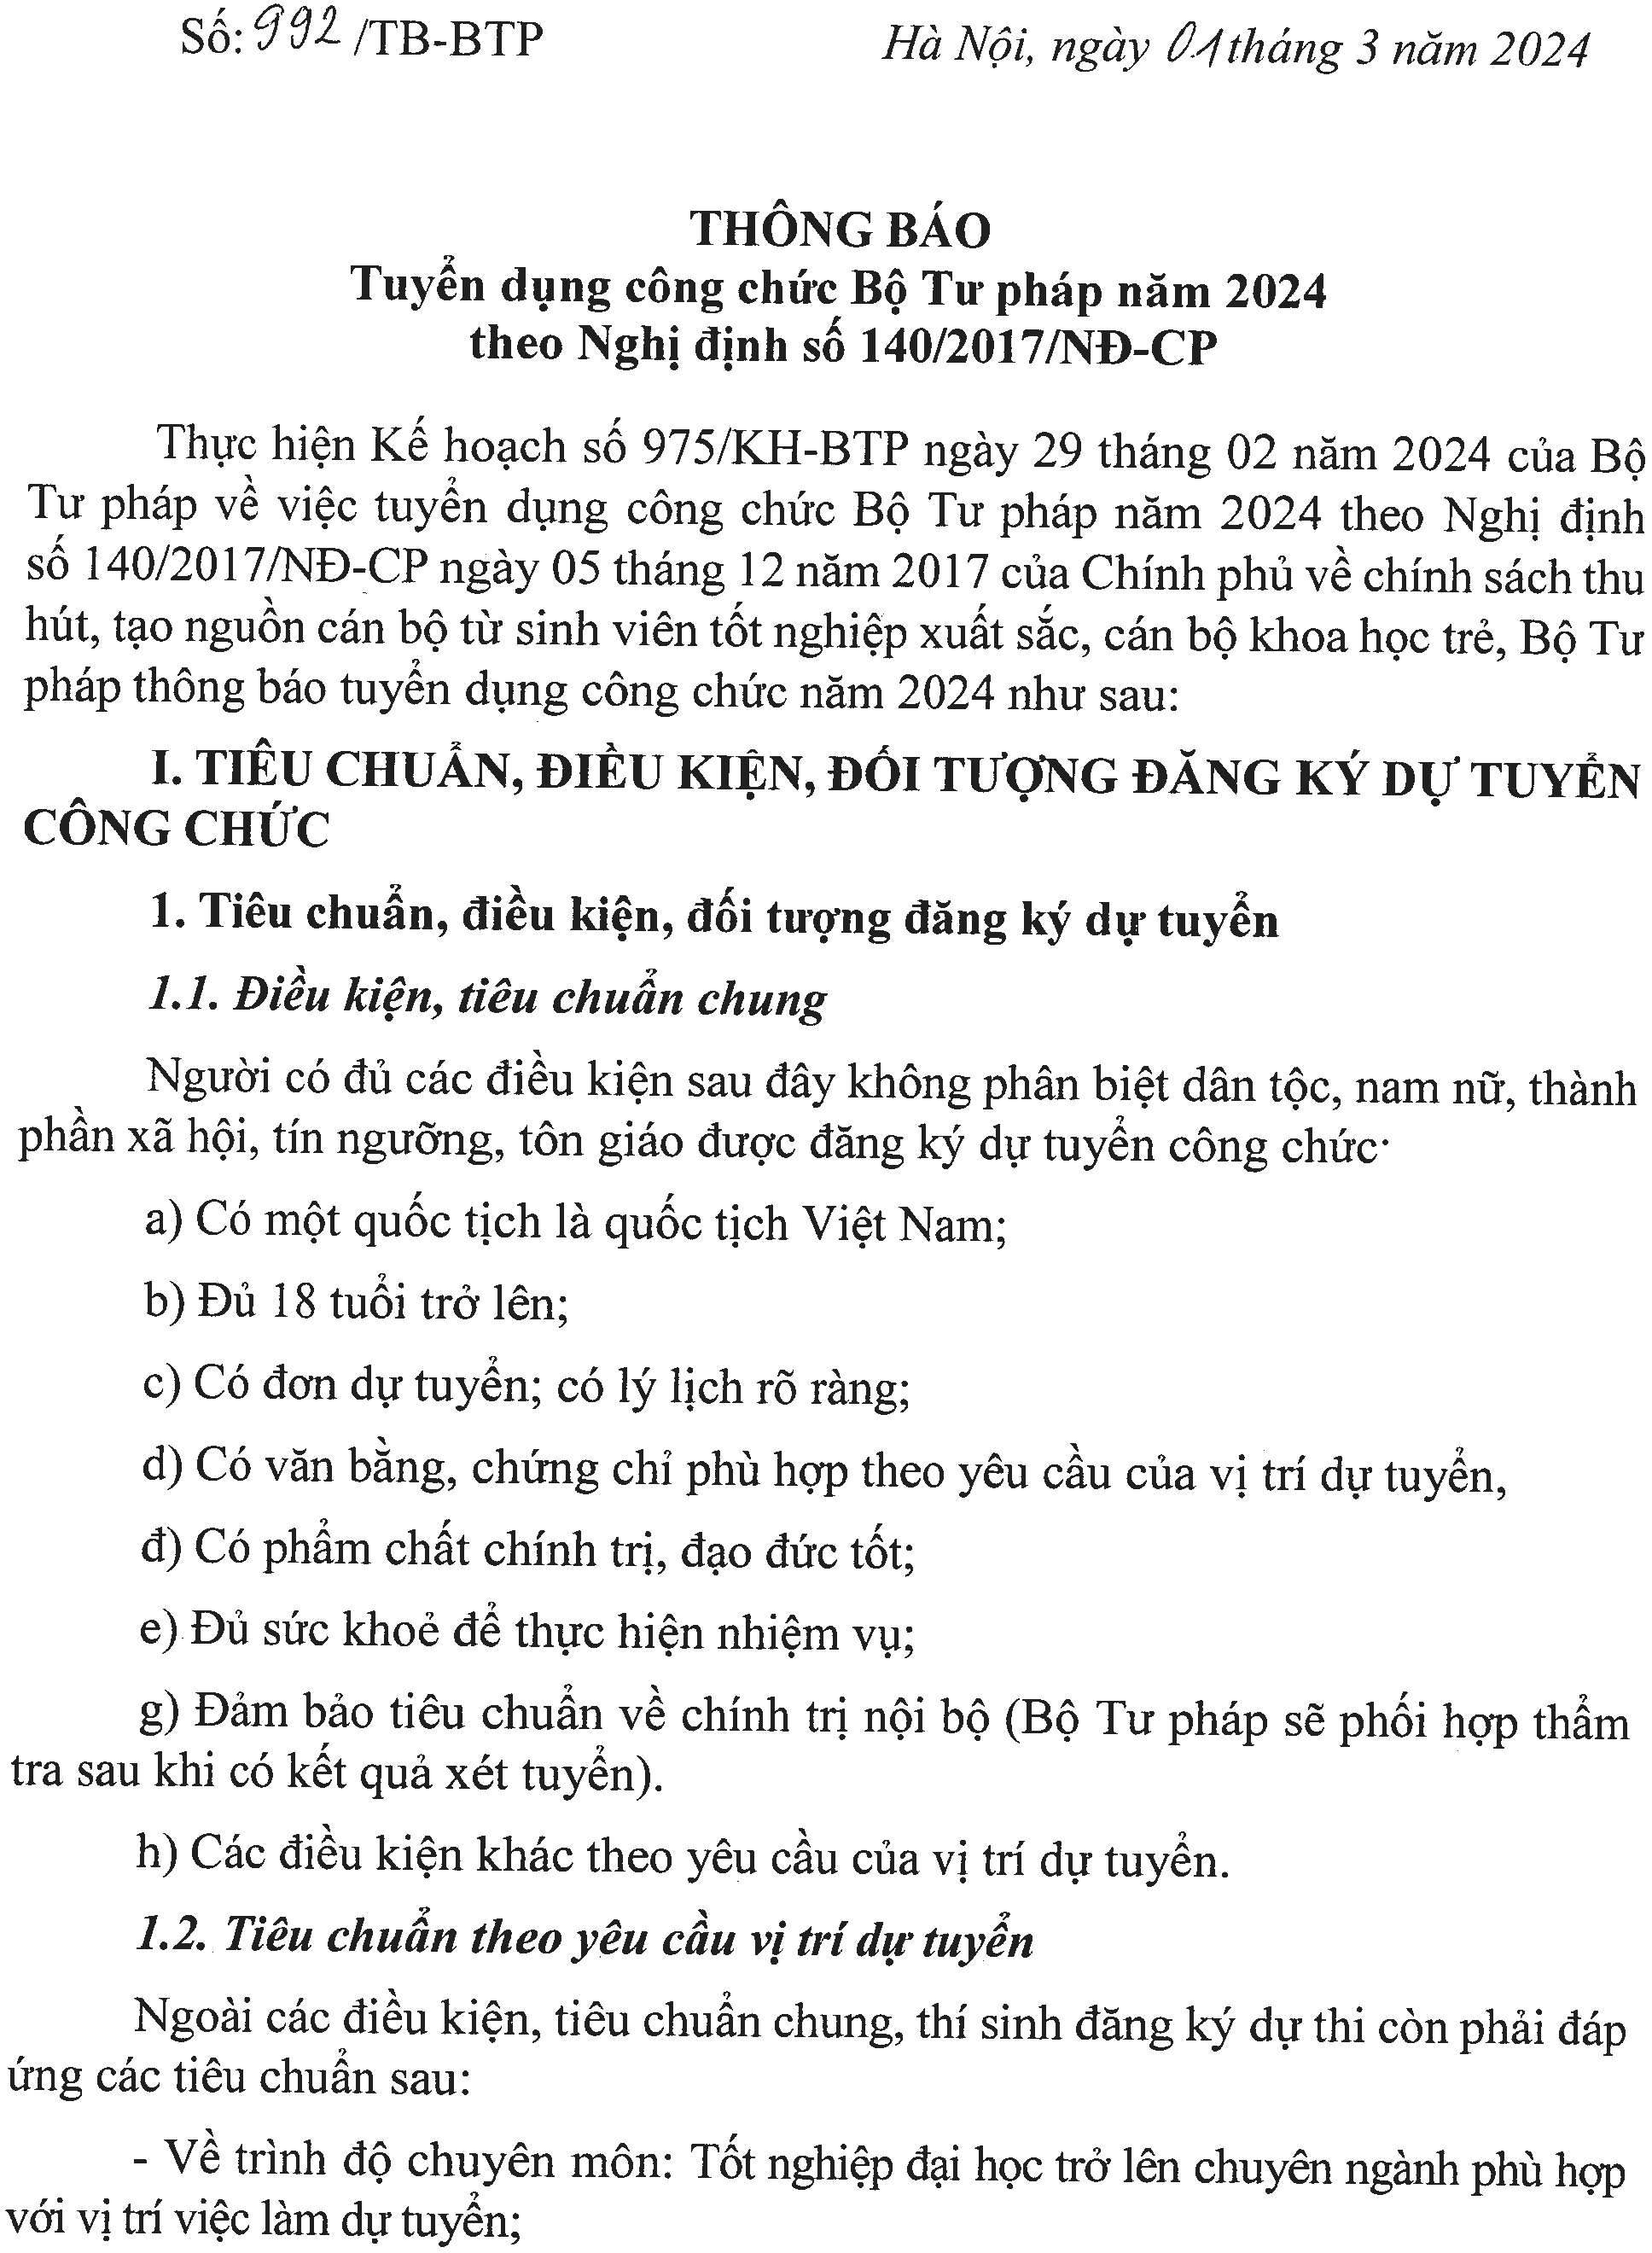 Số: 992 /TB-BTP
Hà Nội, ngày 01 tháng 3 năm 2024
THÔNG BÁO
Tuyển dụng công chức Bộ Tư pháp năm 2024
theo Nghị định số 140/2017/NĐ-CP
Thực hiện Kế hoạch số 975/KH-BTP ngày 29 tháng 02 năm 2024 của Bộ
Tư pháp về việc tuyển dụng công chức Bộ Tư pháp năm 2024 theo Nghị định
số 140/2017/NĐ-CP ngày 05 tháng 12 năm 2017 của Chính phủ về chính sách thu
hút, tạo nguồn cán bộ từ sinh viên tốt nghiệp xuất sắc, cán bộ khoa học trẻ, Bộ Tư
pháp thông báo tuyển dụng công chức năm 2024 như sau:
I. TIÊU CHUẨN, ĐIỀU KIỆN, ĐỐI TƯỢNG ĐĂNG KÝ DỰ TUYỂN
CÔNG CHỨC
1. Tiêu chuẩn, điều kiện, đối tượng đăng ký dự tuyển
1.1. Điều kiện, tiêu chuẩn chung
Người có đủ các điều kiện sau đây không phân biệt dân tộc, nam nữ, thành
phần xã hội, tín ngưỡng, tôn giáo được đăng ký dự tuyển công chức:
a) Có một quốc tịch là quốc tịch Việt Nam;
b) Đủ 18 tuổi trở lên;
c) Có đơn dự tuyển; có lý lịch rõ ràng;
d) Có văn bằng, chứng chỉ phù hợp theo yêu cầu của vị trí dự tuyển,
đ) Có phẩm chất chính trị, đạo đức tốt;
e) Đủ sức khoẻ để thực hiện nhiệm vụ;
g) Đảm bảo tiêu chuẩn về chính trị nội bộ (Bộ Tư pháp sẽ phối hợp thẩm
tra sau khi có kết quả xét tuyển).
h) Các điều kiện khác theo yêu cầu của vị trí dự tuyển.
1.2. Tiêu chuẩn theo yêu cầu vị trí dự tuyển
Ngoài các điều kiện, tiêu chuẩn chung, thí sinh đăng ký dự thi còn phải đáp
ứng các tiêu chuẩn sau:
- Về trình độ chuyên môn: Tốt nghiệp đại học trở lên chuyên ngành phù hợp
với vị trí việc làm dự tuyển;